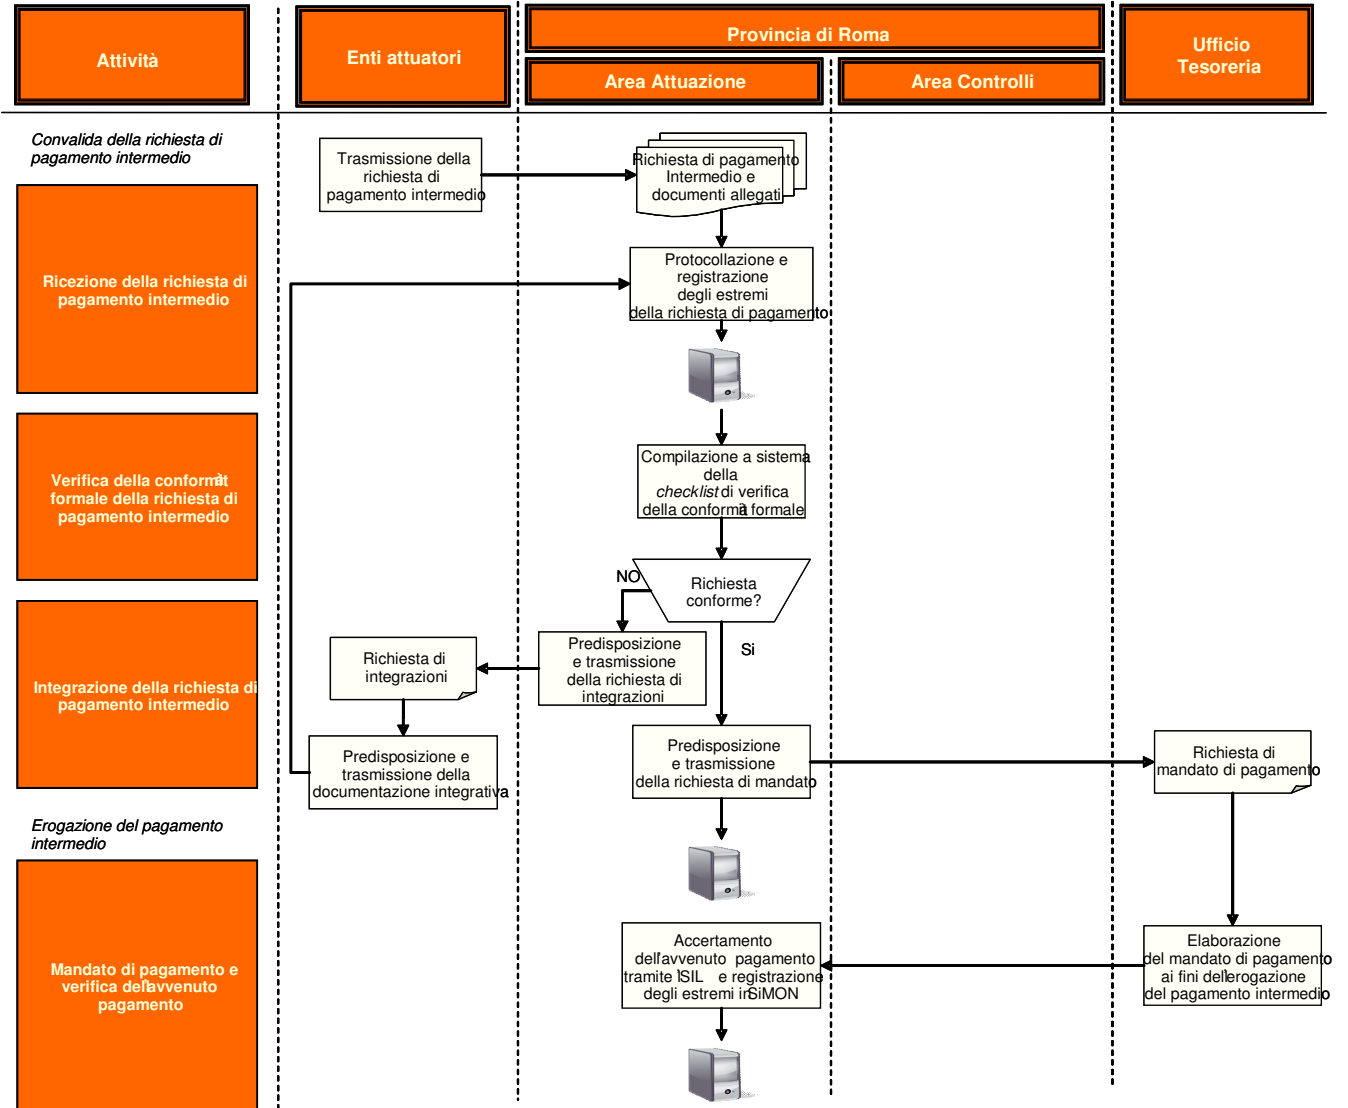 Attività
Enti attuatori
Provincia di Roma
Area Attuazione
Area Controlli
Ufficio
Tesoreria
Convalida della richiesta di
pagamento intermedio
Trasmissione della
richiesta di
pagamento intermedio
Richiesta di pagamento
Intermedio e
documenti allegati
Ricezione della richiesta di
pagamento intermedio
Protocollazione e
registrazione
degli estremi
della richiesta di pagamento
Verifica della conformità
formale della richiesta di
pagamento intermedio
Compilazione a sistema
della
checklist di verifica
della conformità formale
Richiesta
conforme?
NO
Si
Integrazione della richiesta di
pagamento intermedio
Richiesta di
integrazioni
Predisposizione
e trasmissione
della richiesta di
integrazioni
Predisposizione e
trasmissione della
documentazione integrativa
Predisposizione
e trasmissione
della richiesta di mandato
Richiesta di
mandato di pagamento
Erogazione del pagamento
intermedio
Mandato di pagamento e
verifica dell'avvenuto
pagamento
Accertamento
dell'avvenuto pagamento
tramite SIL e registrazione
degli estremi in SiMON
Elaborazione
del mandato di pagamento
ai fini dell'erogazione
del pagamento intermedio